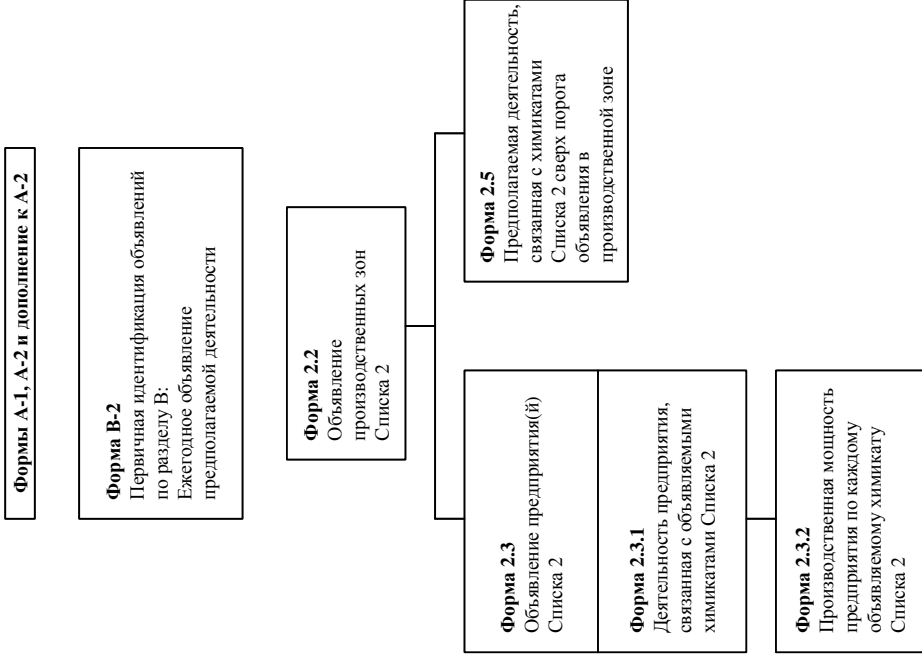 Формы А-1, А-2 и дополнение к А-2
Форма В-2
Первичная идентификация объявлений
по разделу В:
Ежегодное объявление
предполагаемой деятельности
Форма 2.2
Объявление
производственных зон
Списка 2
Форма 2.3
Объявление предприятия(й)
Списка 2
Форма 2.3.1
Деятельность предприятия,
связанная с объявляемыми
химикатами Списка 2
Форма 2.3.2
Производственная мощность
предприятия по каждому
объявляемому химикату
Списка 2
Форма 2.5
Предполагаемая деятельность,
связанная с химикатами
Списка 2 сверх порога
объявления в
производственной зоне